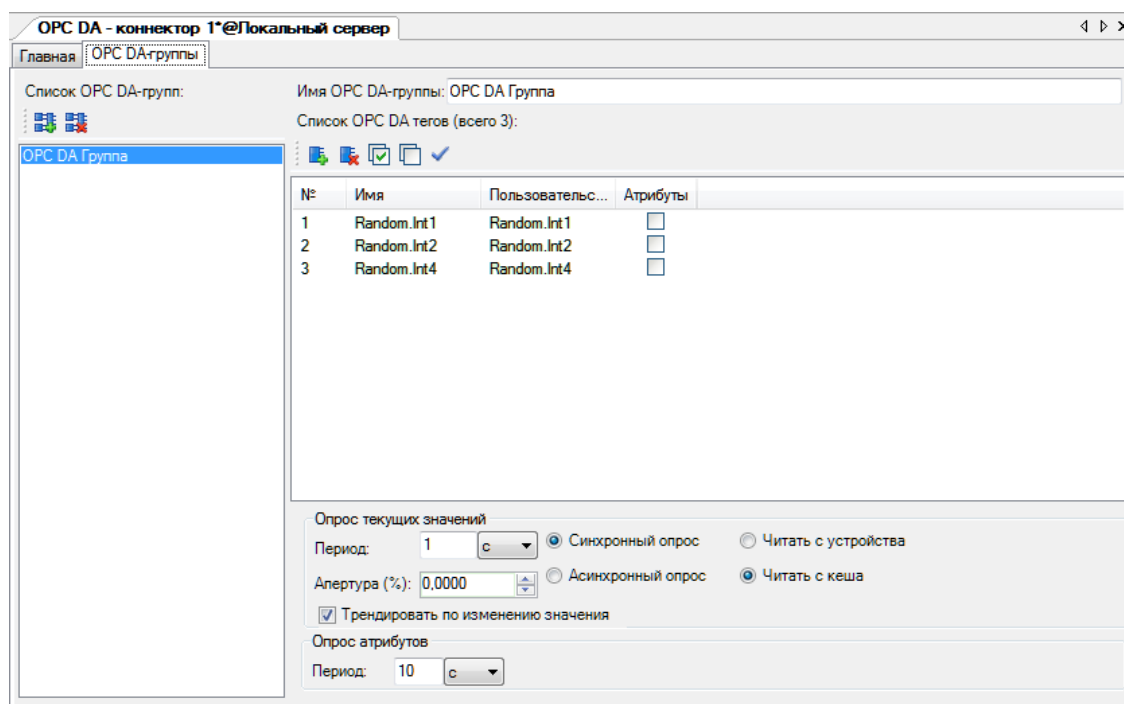 OPC DA - коннектор 1*@Локальный сервер
Главная OPC DA-группы
Список OPC DA-групп:
OPC DA Группа
Имя OPC DA-группы: OPC DA Группа
Список OPC DA тегов (всего 3):
№ Имя Пользовательс... Атрибуты
1 Random.Int1 Random.Int1
2 Random.Int2 Random.Int2
3 Random.Int4 Random.Int4
Опрос текущих значений
Период: 1 с Синхронный опрос Читать с устройства
Апертура (%): 0,0000 Асинхронный опрос Читать с кеша
Трендировать по изменению значения
Опрос атрибутов
Период: 10 с